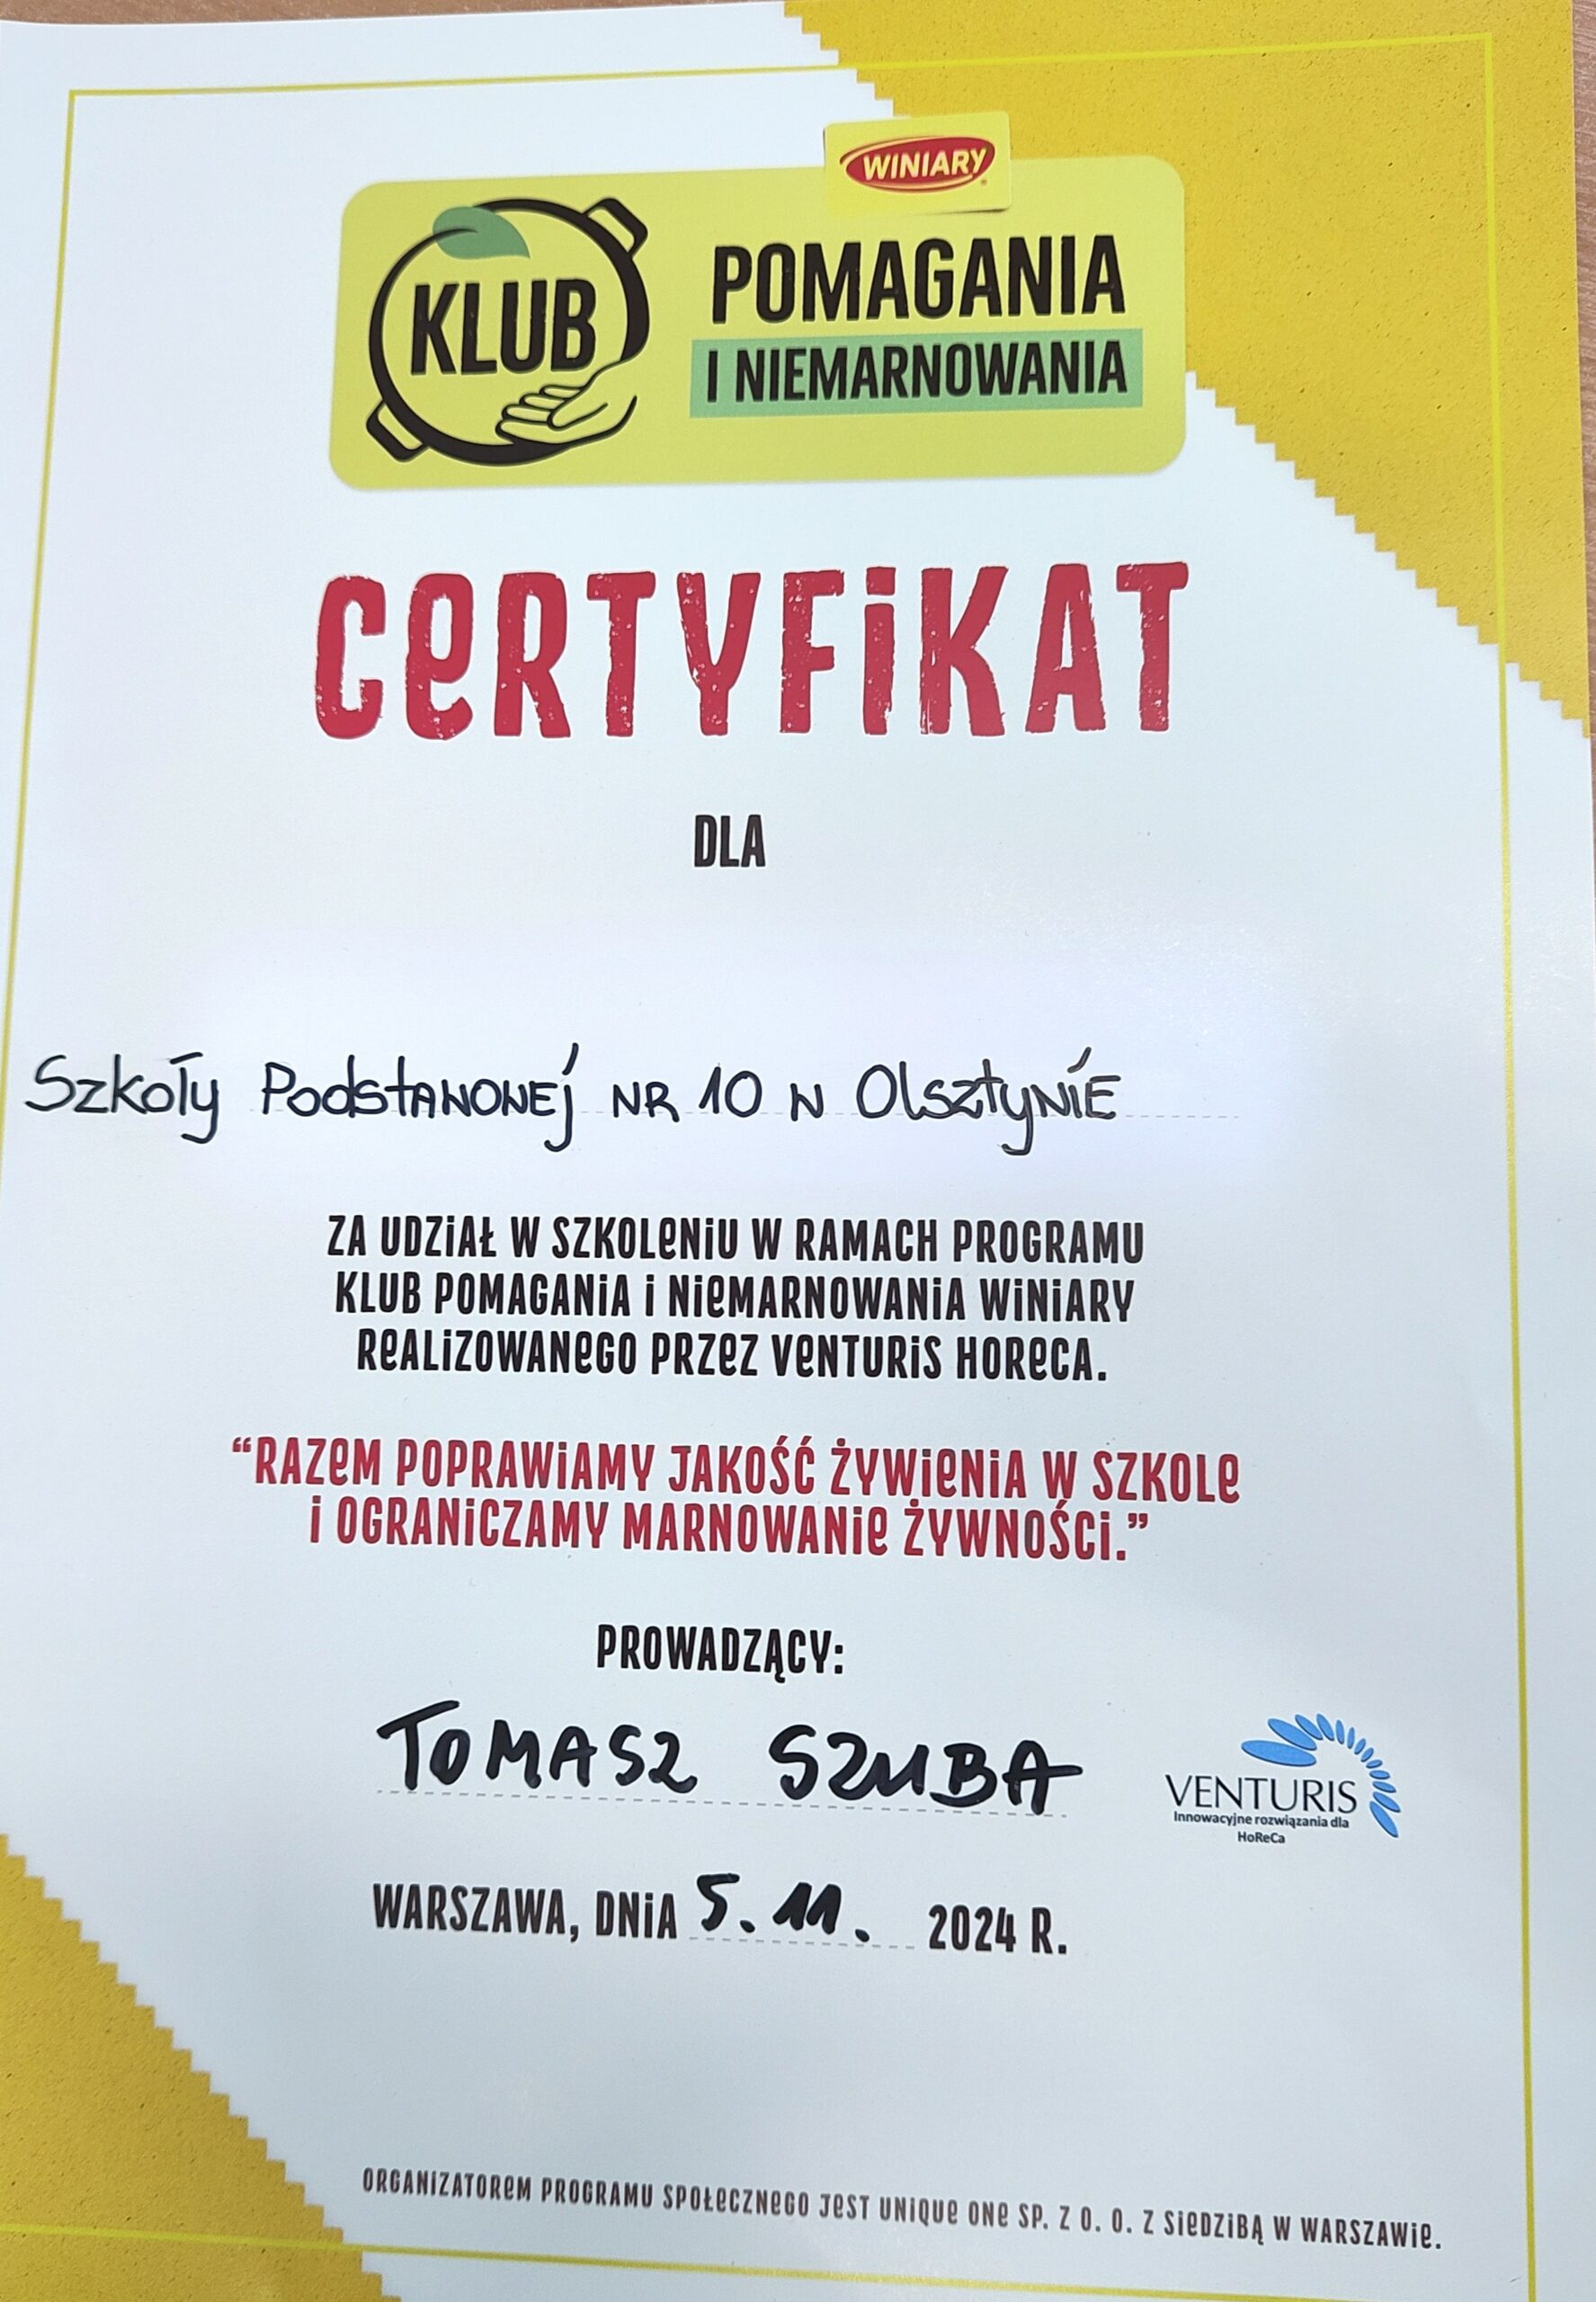 WINIARY
KLUB
POMAGANIA
I NIEMARNOWANIA
CERTYFIKAT
DLA
Szkoły Podstawowej NR 10 w Olsztynie
ZA UDZIAŁ W SZKOLENIU W RAMACH PROGRAMU
KLUB POMAGANIA I NIEMARNOWANIA WINIARY
REALIZOWANEGO PRZEZ VENTURIS HORECA.
“RAZEM POPRAWIAMY JAKOŚĆ ŻYWIENIA W SZKOLE
I OGRANICZAMY MARNOWANIE ŻYWNOŚCI.”
PROWADZĄCY:
TOMASZ SZUBA
VENTURIS
Innowacyjne rozwiązania dla
HoReCa
WARSZAWA, DNIA 5.11. 2024 R.
ORGANIZATOREM PROGRAMU SPOŁECZNEGO JEST UNIQUE ONE SP. Z O. O. Z SIEDZIBĄ W WARSZAWIE.